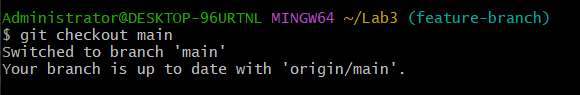 Administrator@DESKTOP-96URTNL MINGW64 ~/Lab3 (feature-branch)
$ git checkout main
Switched to branch 'main'
Your branch is up to date with 'origin/main'.